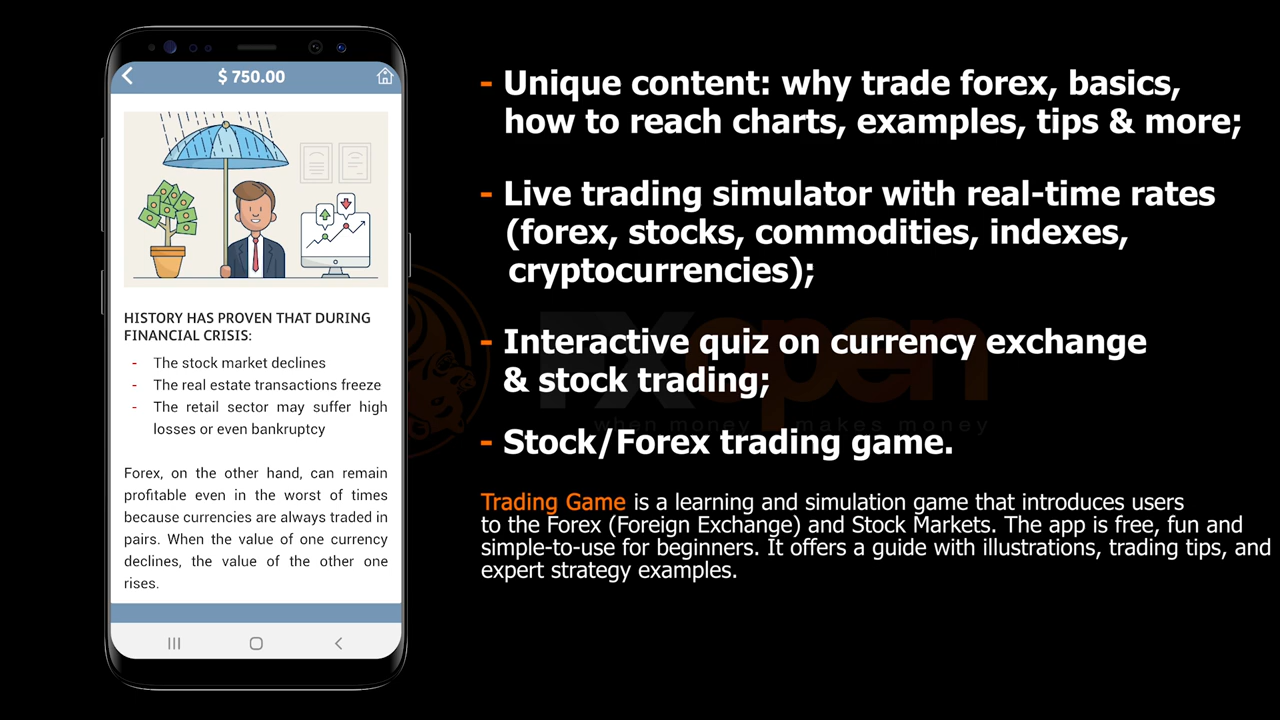 $ 750.00
HISTORY HAS PROVEN THAT DURING
FINANCIAL CRISIS:
- The stock market declines
- The real estate transactions freeze
- The retail sector may suffer high
losses or even bankruptcy
Forex, on the other hand, can remain
profitable even in the worst of times
because currencies are always traded in
pairs. When the value of one currency
declines, the value of the other one
rises.
- Unique content: why trade forex, basics,
how to reach charts, examples, tips & more;
- Live trading simulator with real-time rates
(forex, stocks, commodities, indexes,
cryptocurrencies);
- Interactive quiz on currency exchange
& stock trading;
- Stock/Forex trading game.
Trading Game is a learning and simulation game that introduces users
to the Forex (Foreign Exchange) and Stock Markets. The app is free, fun and
simple-to-use for beginners. It offers a guide with illustrations, trading tips, and
expert strategy examples.
FXopen
when money makes money